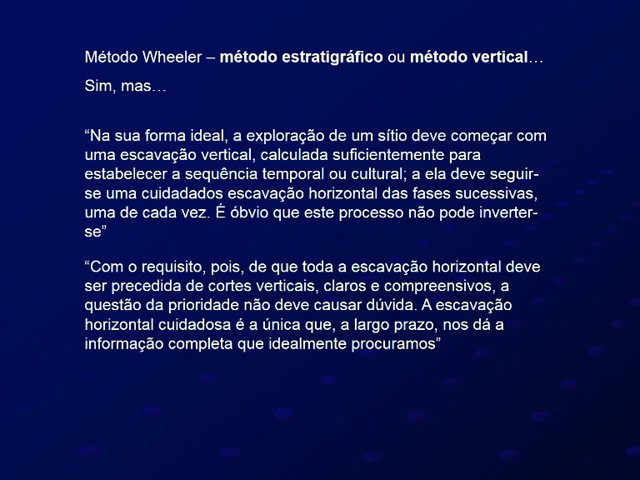 Método Wheeler – método estratigráfico ou método vertical…
Sim, mas…
“Na sua forma ideal, a exploração de um sítio deve começar com
uma escavação vertical, calculada suficientemente para
estabelecer a sequência temporal ou cultural; a ela deve seguir-
se uma cuidadados escavação horizontal das fases sucessivas,
uma de cada vez. É óbvio que este processo não pode inverter-
se”
“Com o requisito, pois, de que toda a escavação horizontal deve
ser precedida de cortes verticais, claros e compreensivos, a
questão da prioridade não deve causar dúvida. A escavação
horizontal cuidadosa é a única que, a largo prazo, nos dá a
informação completa que idealmente procuramos”